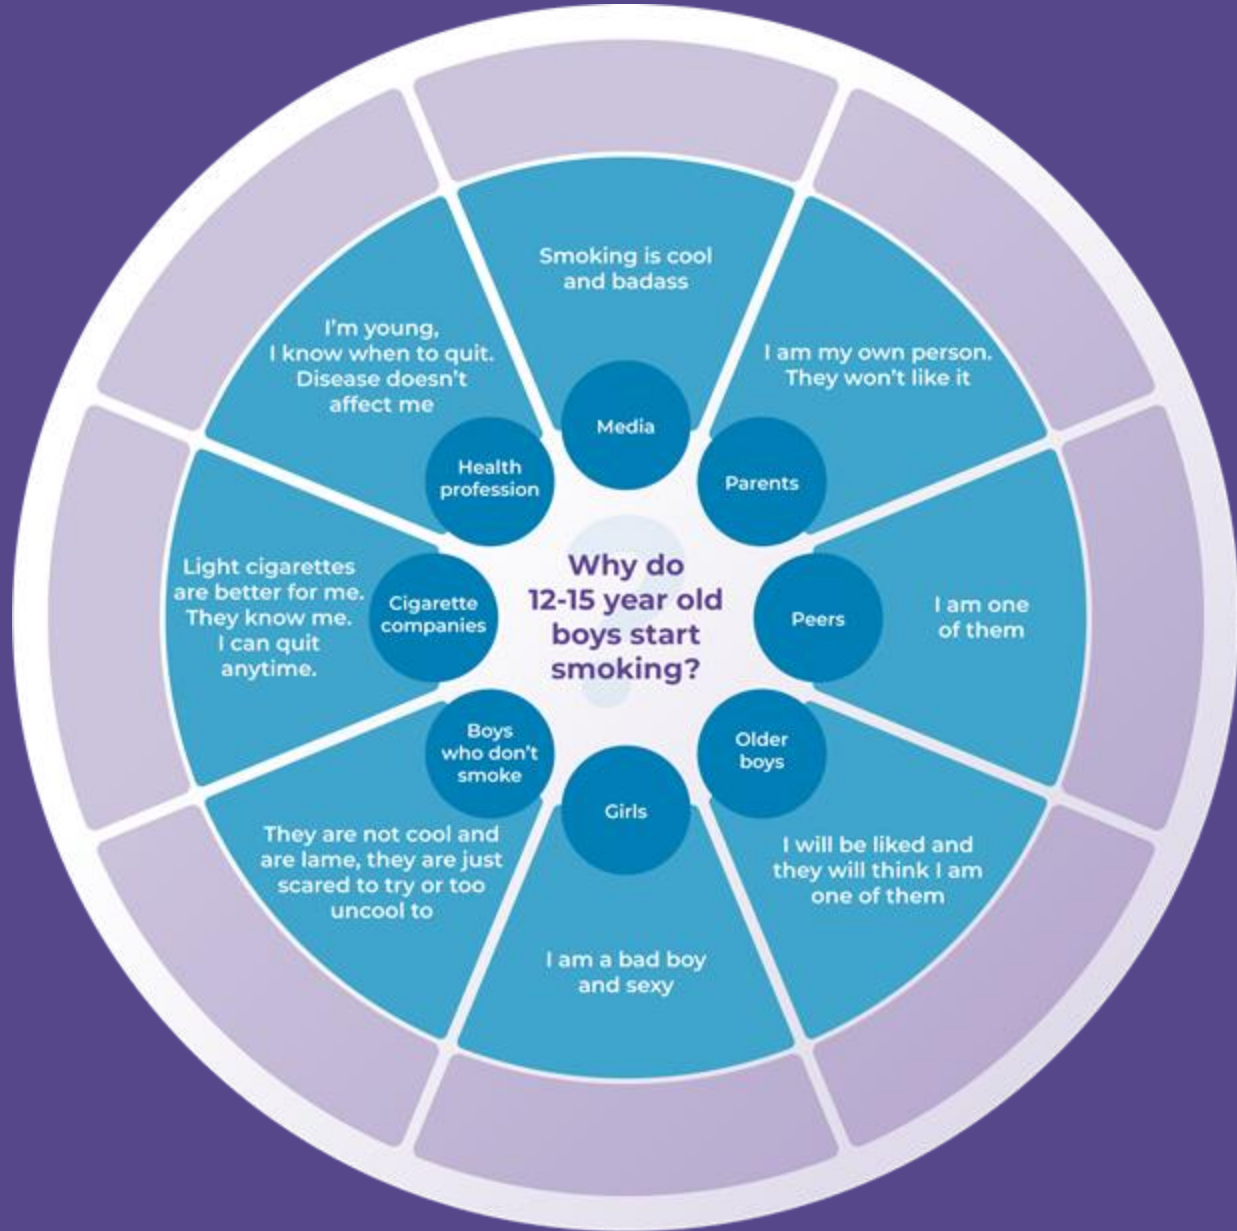 Why do
12-15 year old
boys start
smoking?
Media
Smoking is cool
and badass
Parents
I am my own person.
They won’t like it
Peers
I am one
of them
Older
boys
I will be liked and
they will think I am
one of them
Girls
I am a bad boy
and sexy
Boys
who don’t
smoke
They are not cool and
are lame, they are just
scared to try or too
uncool to
Cigarette
companies
Light cigarettes
are better for me.
They know me.
I can quit
anytime.
Health
profession
I’m young,
I know when to quit.
Disease doesn’t
affect me